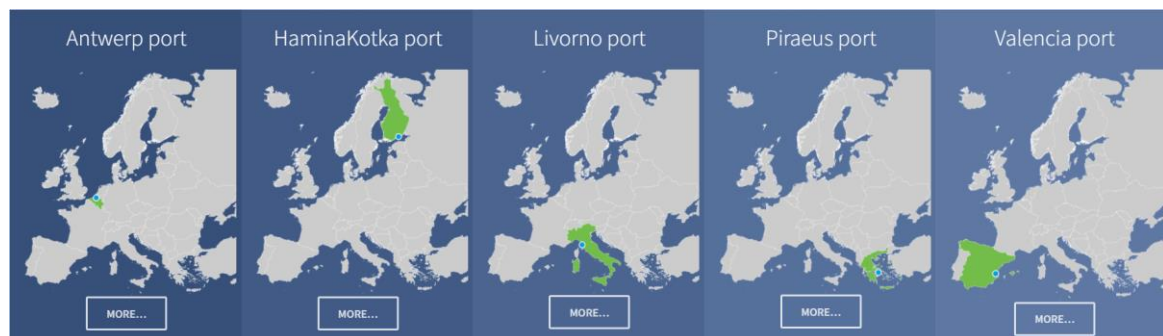 Antwerp port
HaminaKotka port
Livorno port
Piraeus port
Valencia port
MORE...
MORE...
MORE...
MORE...
MORE...